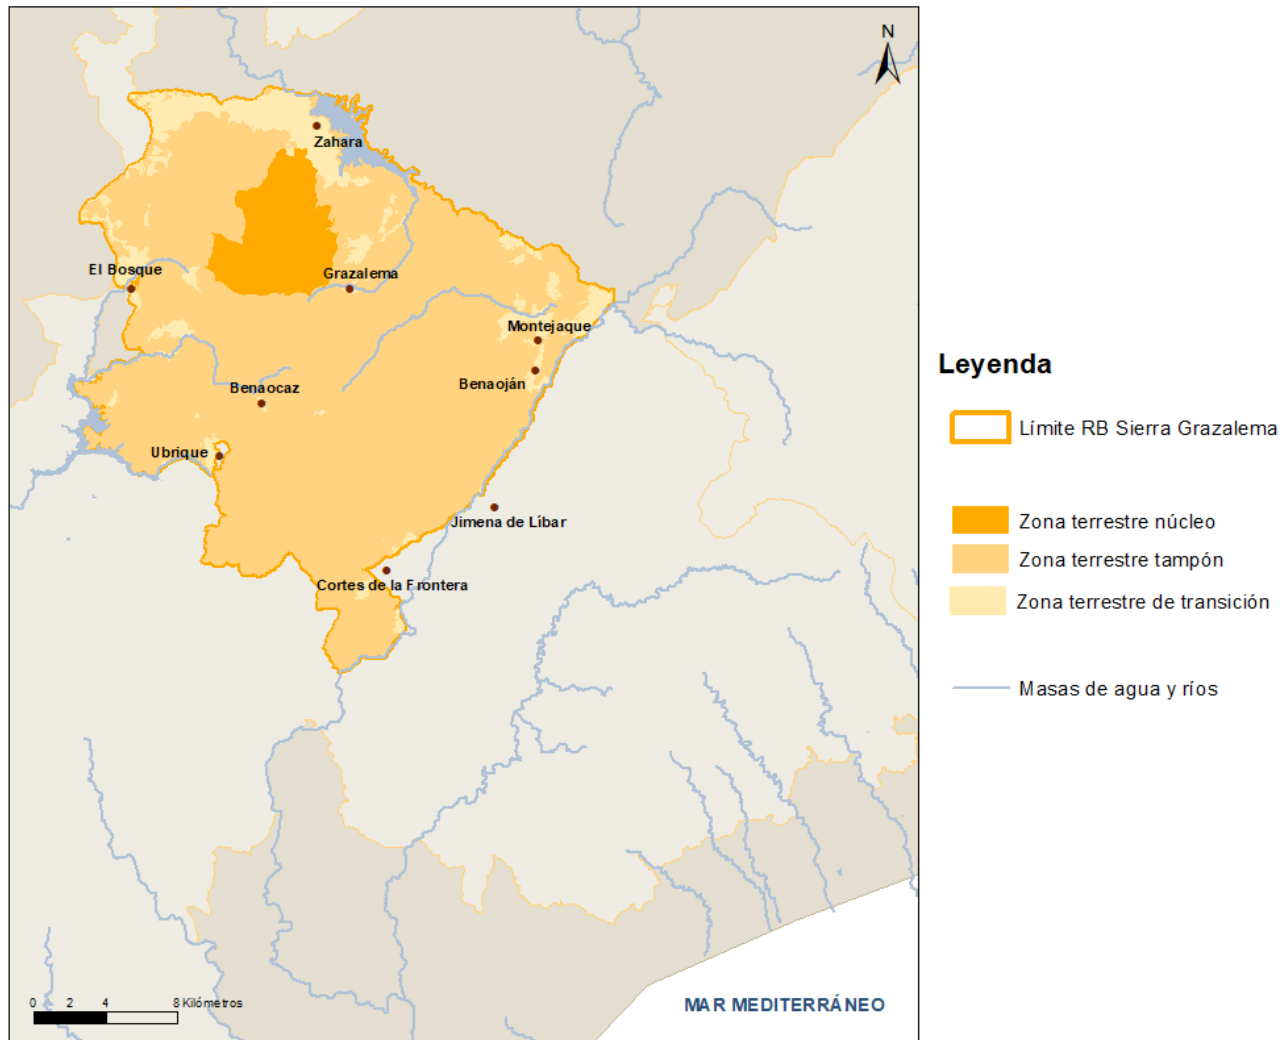 N
Zahara
El Bosque
Grazalema
Montejaque
Benaoján
Benaocaz
Ubrique
Jimena de Líbar
Cortes de la Frontera
0 2 4 8 Kilómetros
MAR MEDITERRÁNEO
Leyenda
Límite RB Sierra Grazalema
Zona terrestre núcleo
Zona terrestre tampón
Zona terrestre de transición
Masas de agua y ríos